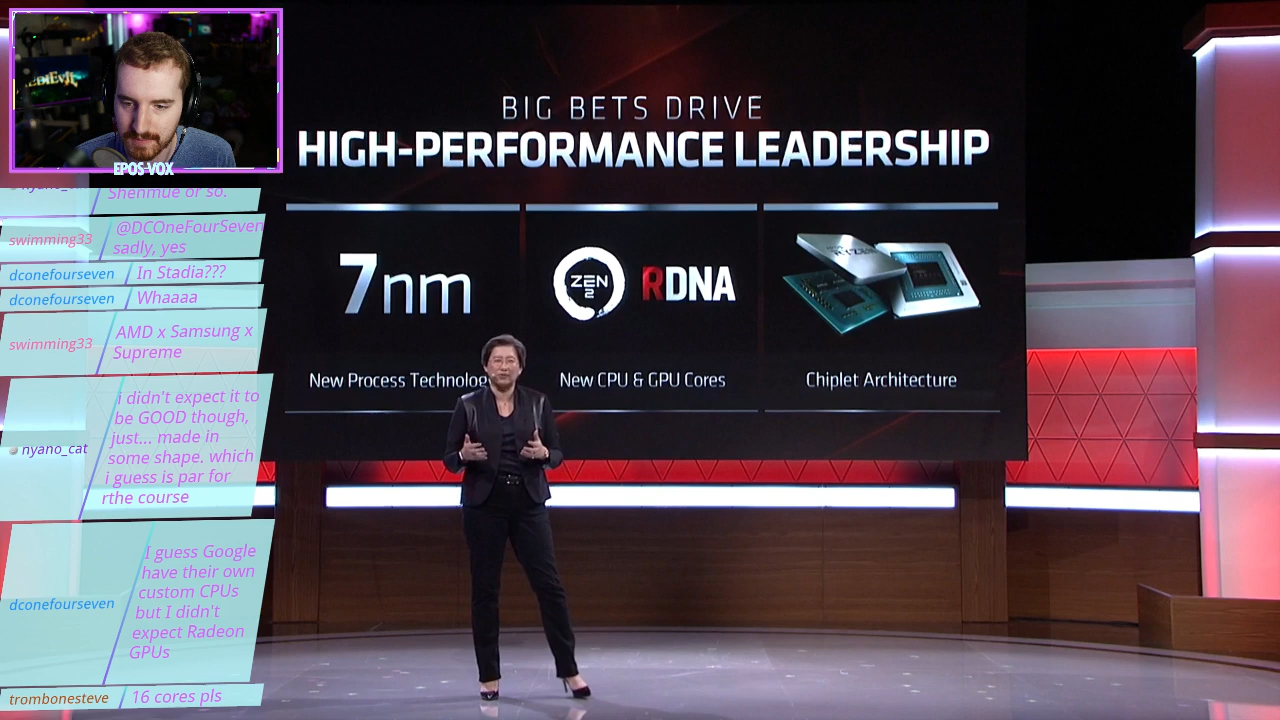 MEDIEVIL
EPOS VOX
BIG BETS DRIVE
HIGH-PERFORMANCE LEADERSHIP
7nm
New Process Technolog
ZEN
2
RDNA
New CPU & GPU Cores
RYZEN
Chiplet Architecture
Shenmue or so.
swimming33
@DCOneFourSeven
sadly, yes
dconefourseven
In Stadia???
dconefourseven
Whaaaa
swimming33
AMD x Samsung x
Supreme
nyano_cat
i didn't expect it to
be GOOD though,
just... made in
some shape. which
i guess is par for
rthe course
dconefourseven
I guess Google
have their own
custom CPUs
but I didn't
expect Radeon
GPUs
trombonesteve
16 cores pls